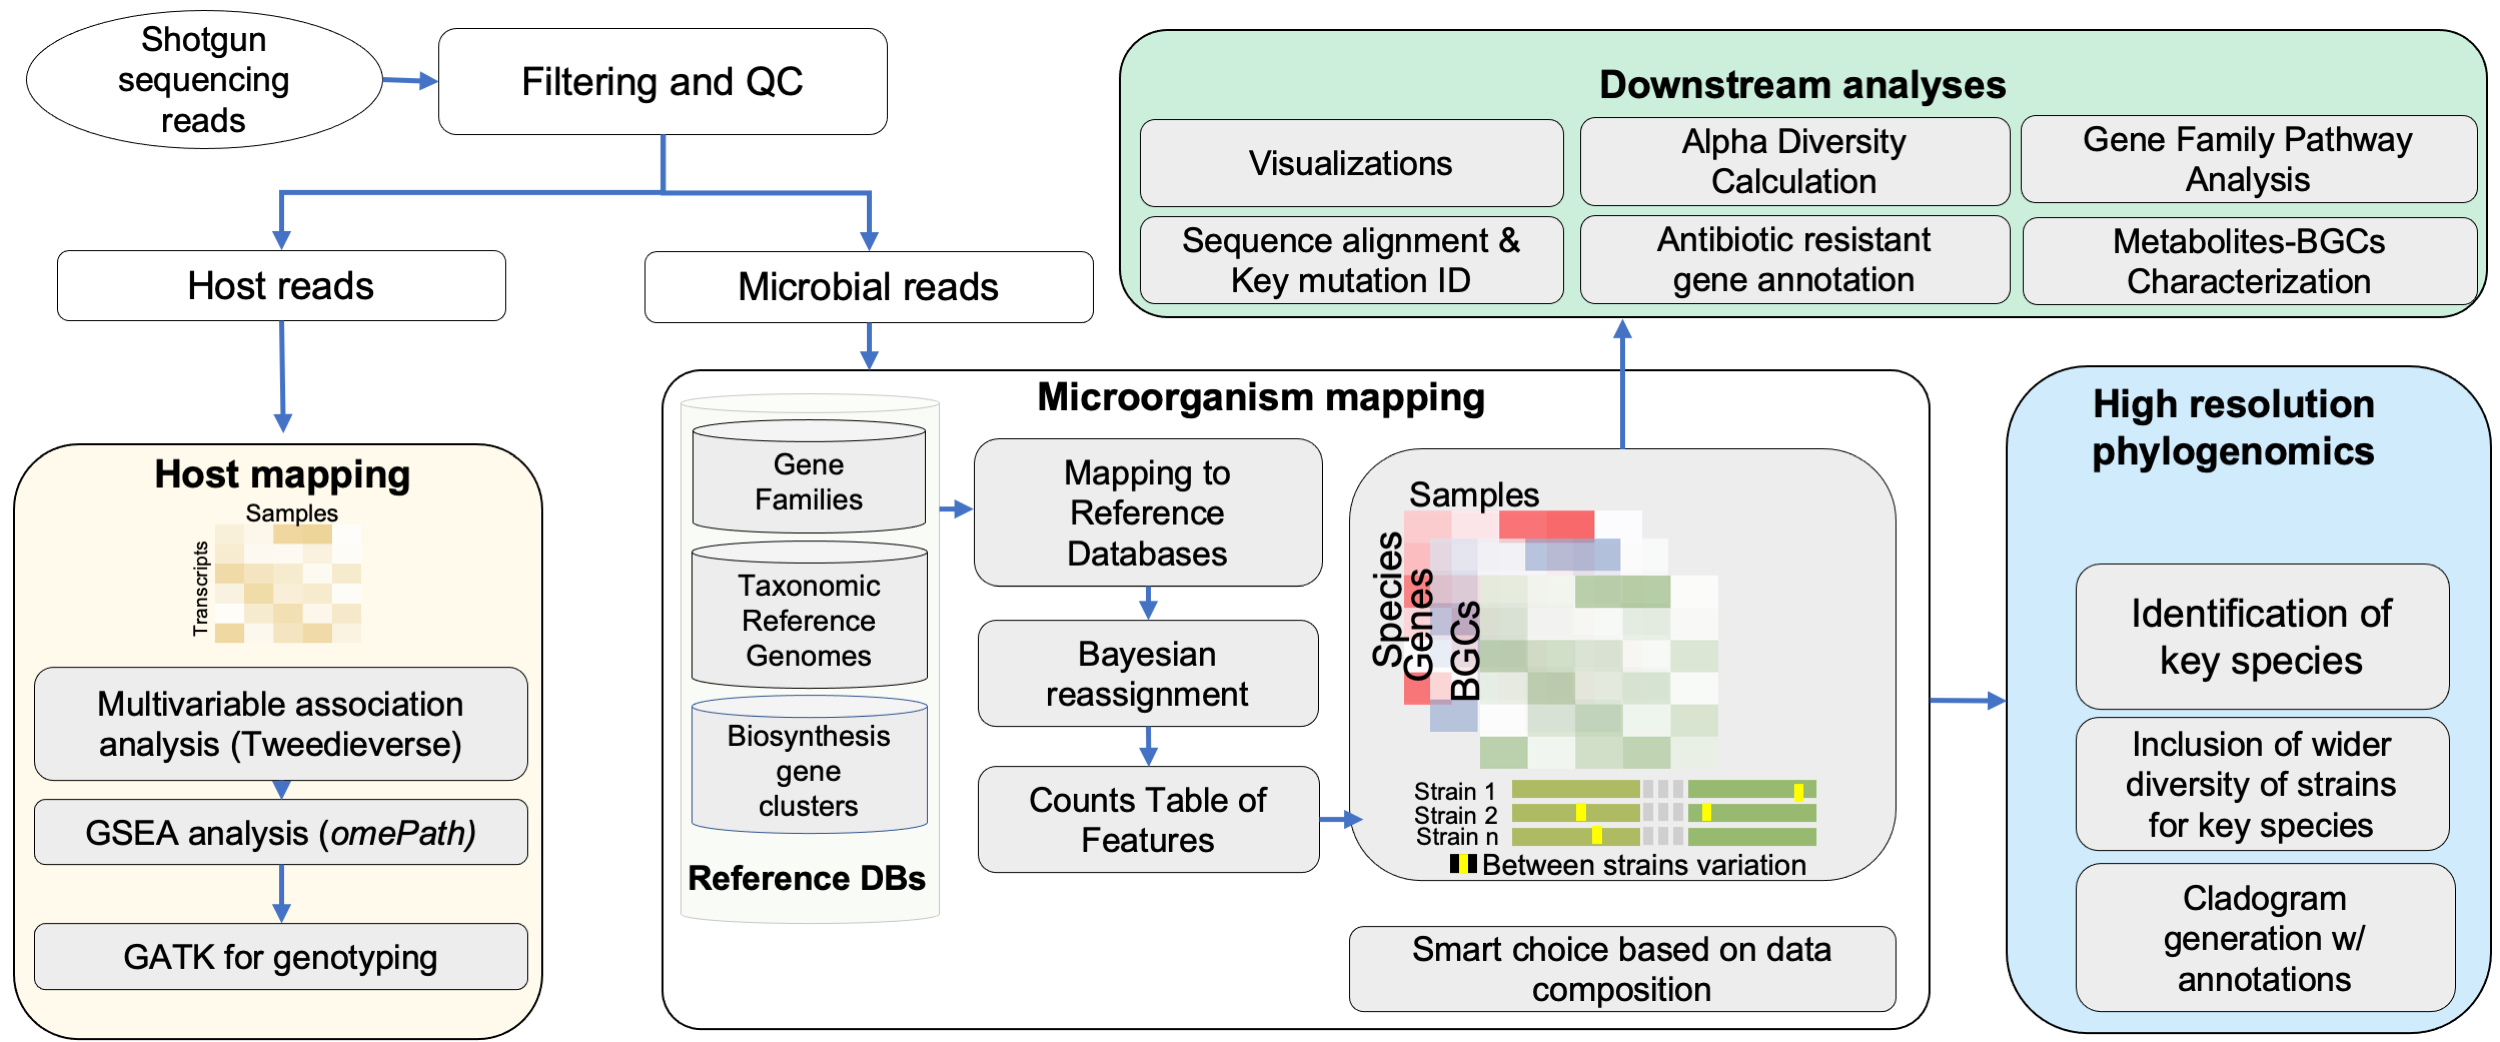 Shotgun
sequencing
reads
Filtering and QC
Host reads
Microbial reads
Host mapping
Samples
Transcripts
Multivariable association
analysis (Tweedieverse)
GSEA analysis (omePath)
GATK for genotyping
Microorganism mapping
Gene
Families
Taxonomic
Reference
Genomes
Biosynthesis
gene
clusters
Reference DBs
Mapping to
Reference
Databases
Bayesian
reassignment
Counts Table of
Features
Samples
Species
Genes
BGCs
Strain 1
Strain 2
Strain n
Between strains variation
Smart choice based on data
composition
Downstream analyses
Visualizations
Alpha Diversity
Calculation
Gene Family Pathway
Analysis
Sequence alignment &
Key mutation ID
Antibiotic resistant
gene annotation
Metabolites-BGCs
Characterization
High resolution
phylogenomics
Identification of
key species
Inclusion of wider
diversity of strains
for key species
Cladogram
generation w/
annotations